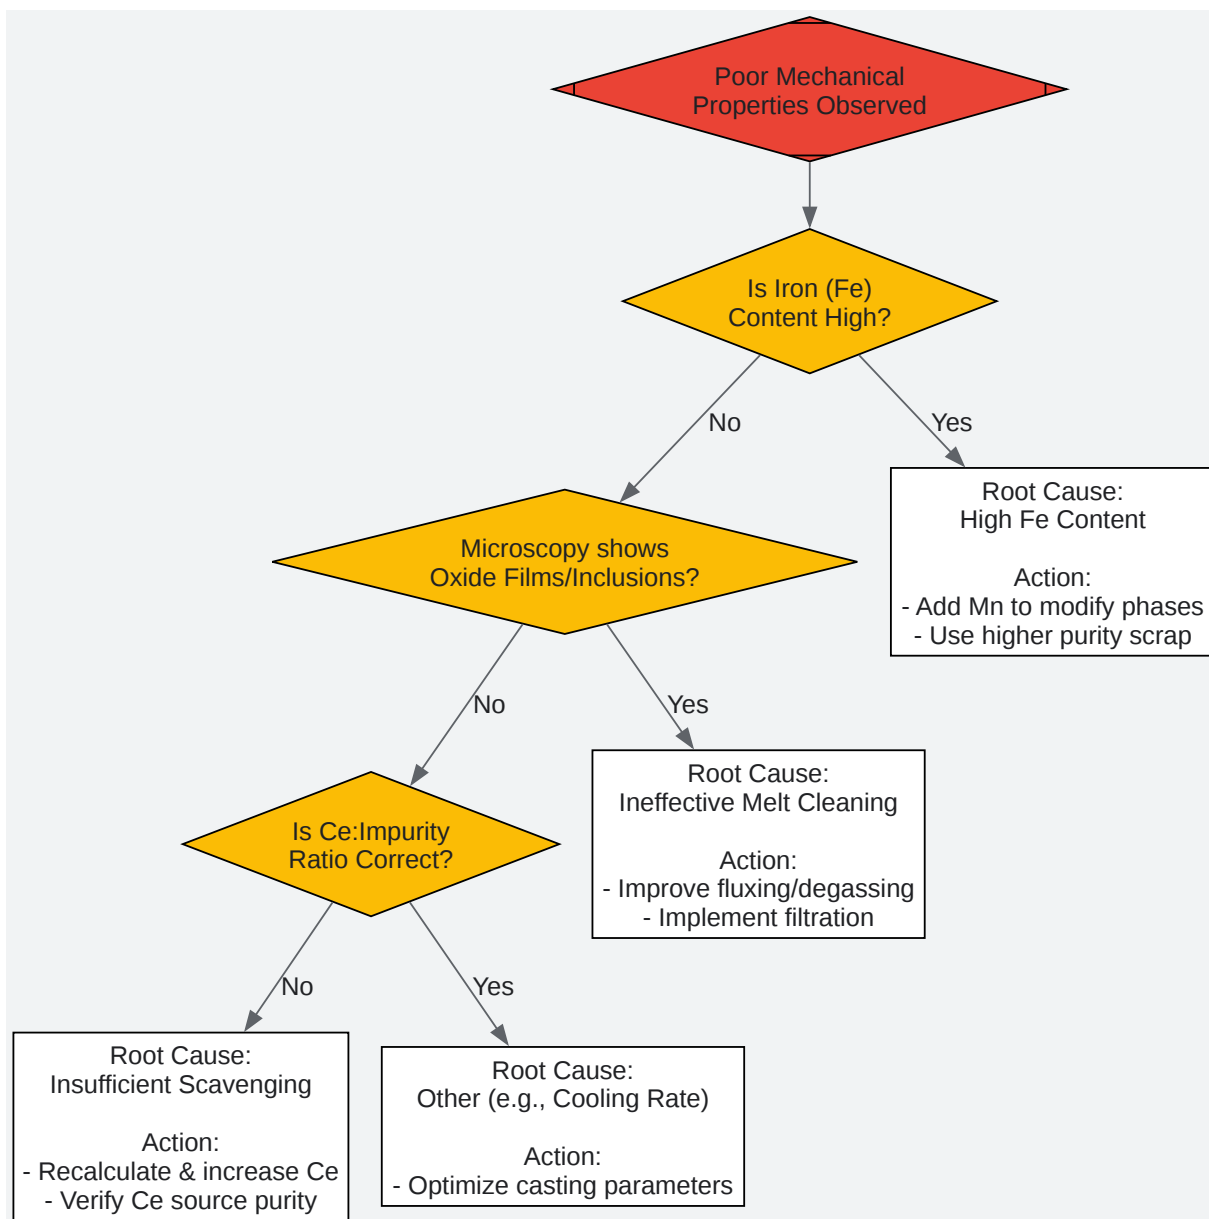 Poor Mechanical
Properties Observed
Is Iron (Fe)
Content High?
No
Yes
Root Cause:
High Fe Content
Action:
- Add Mn to modify phases
- Use higher purity scrap
Microscopy shows
Oxide Films/Inclusions?
No
Yes
Root Cause:
Ineffective Melt Cleaning
Action:
- Improve fluxing/degassing
- Implement filtration
Is Ce:Impurity
Ratio Correct?
No
Yes
Root Cause:
Insufficient Scavenging
Action:
- Recalculate & increase Ce
- Verify Ce source purity
Root Cause:
Other (e.g., Cooling Rate)
Action:
- Optimize casting parameters